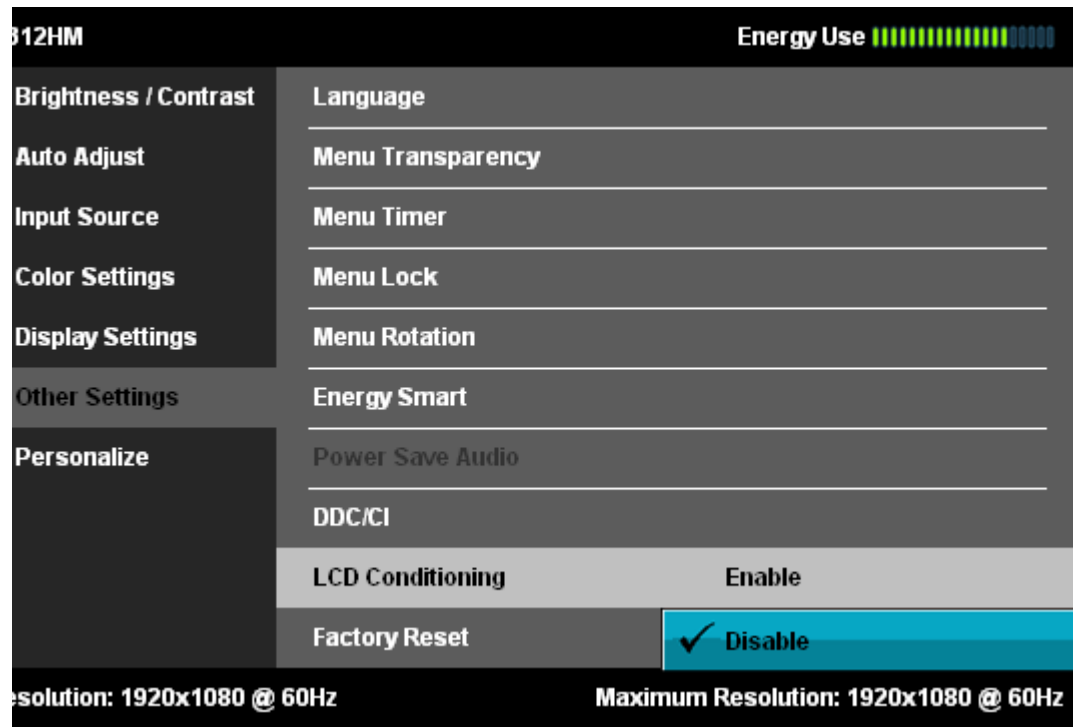 312HM Energy Use
Brightness / Contrast Language
Auto Adjust Menu Transparency
Input Source Menu Timer
Color Settings Menu Lock
Display Settings Menu Rotation
Other Settings Energy Smart
Personalize Power Save Audio
DDC/CI
LCD Conditioning Enable
Factory Reset Disable
esolution: 1920x1080 @ 60Hz Maximum Resolution: 1920x1080 @ 60Hz